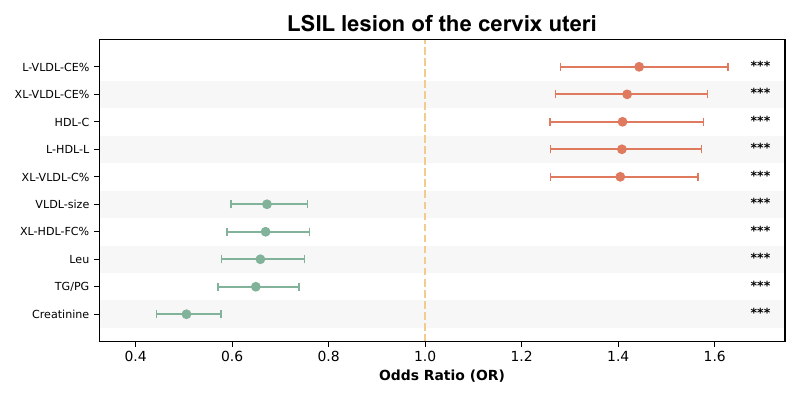 LSIL lesion of the cervix uteri
L-VLDL-CE% ***
XL-VLDL-CE% ***
HDL-C ***
L-HDL-L ***
XL-VLDL-C% ***
VLDL-size ***
XL-HDL-FC% ***
Leu ***
TG/PG ***
Creatinine ***
0.4 0.6 0.8 1.0 1.2 1.4 1.6
Odds Ratio (OR)